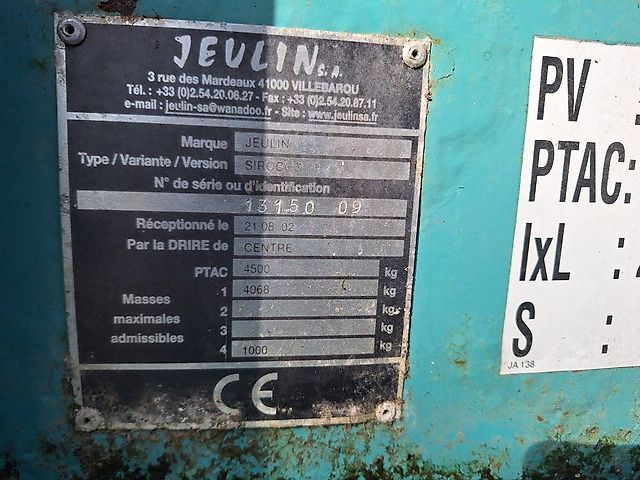 JEULIN S.A.
3 rue des Mardeaux 41000 VILLEBAROU
Tél. : +33 (0)2.54.20.06.27 - Fax : +33 (0)2.54.20.87.11
e-mail : jeulin-sa@wanadoo.fr - Site : www.jeulinsa.fr
Marque JEULIN
Type / Variante / Version
N° de série ou d'identification
13150 09
Réceptionné le 21 08 02
Par la DRIRE de CENTRE
PTAC 4500 kg
Masses maximales admissibles
1 4068 kg
2 kg
3 kg
4 1000 kg
CE
PV :
PTAC:
lxL :
S :
JA 138